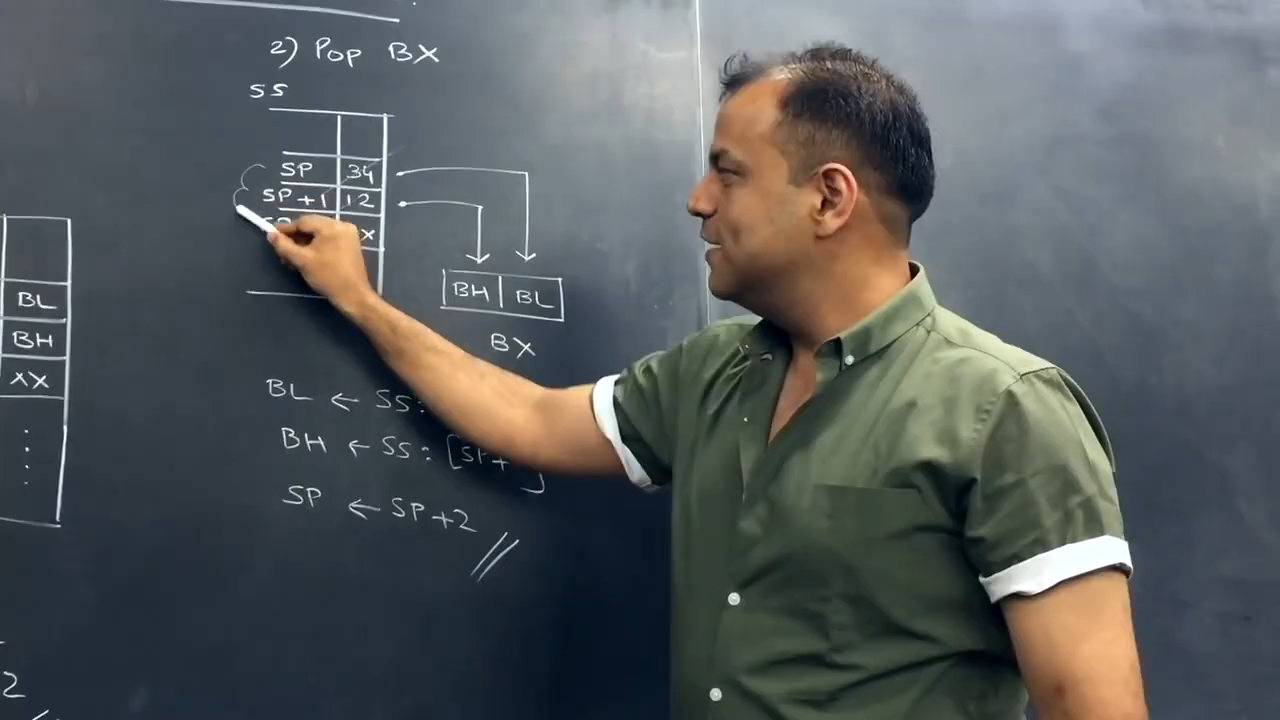 2) POP BX
SS
SP 34
SP+1 12
BH BL
BX
BL ← SS:
BH ← SS: [SP+
SP ← SP+2
BL
BH
XX
2